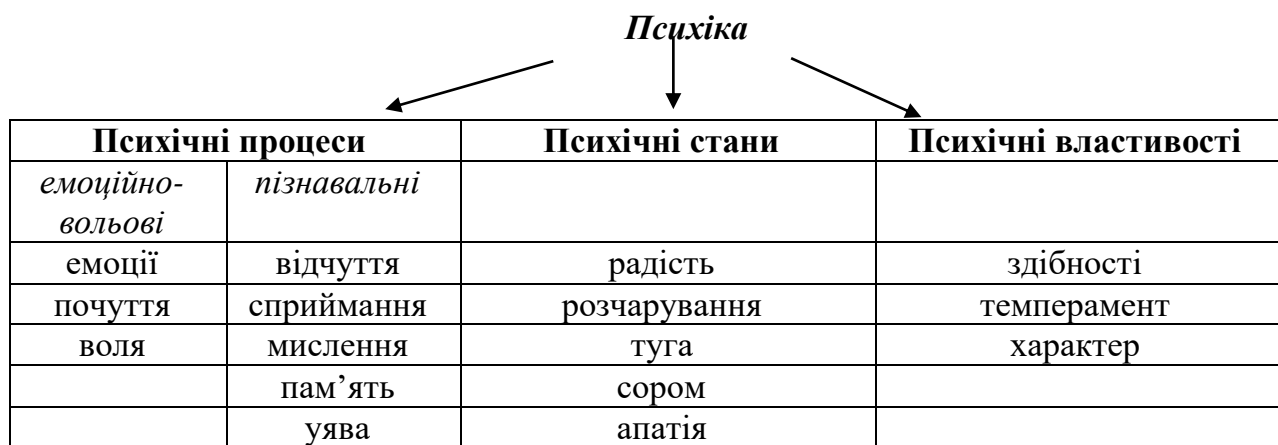 Психіка
Психічні процеси Психічні стани Психічні властивості
емоційно- пізнавальні
вольові
емоції відчуття радість здібності
почуття сприймання розчарування темперамент
воля мислення туга характер
пам’ять сором
уява апатія